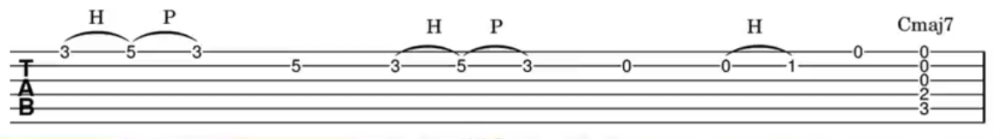 H P H P H Cmaj7
3 5 3 0 0
T 5 3 5 3 0 0 1 0
0
A 2
B 3